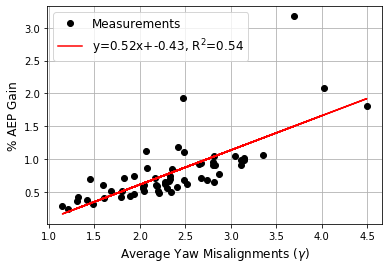 Measurements
y=0.52x+-0.43, R²=0.54
% AEP Gain
3.0
2.5
2.0
1.5
1.0
0.5
1.0 1.5 2.0 2.5 3.0 3.5 4.0 4.5
Average Yaw Misalignments (γ)